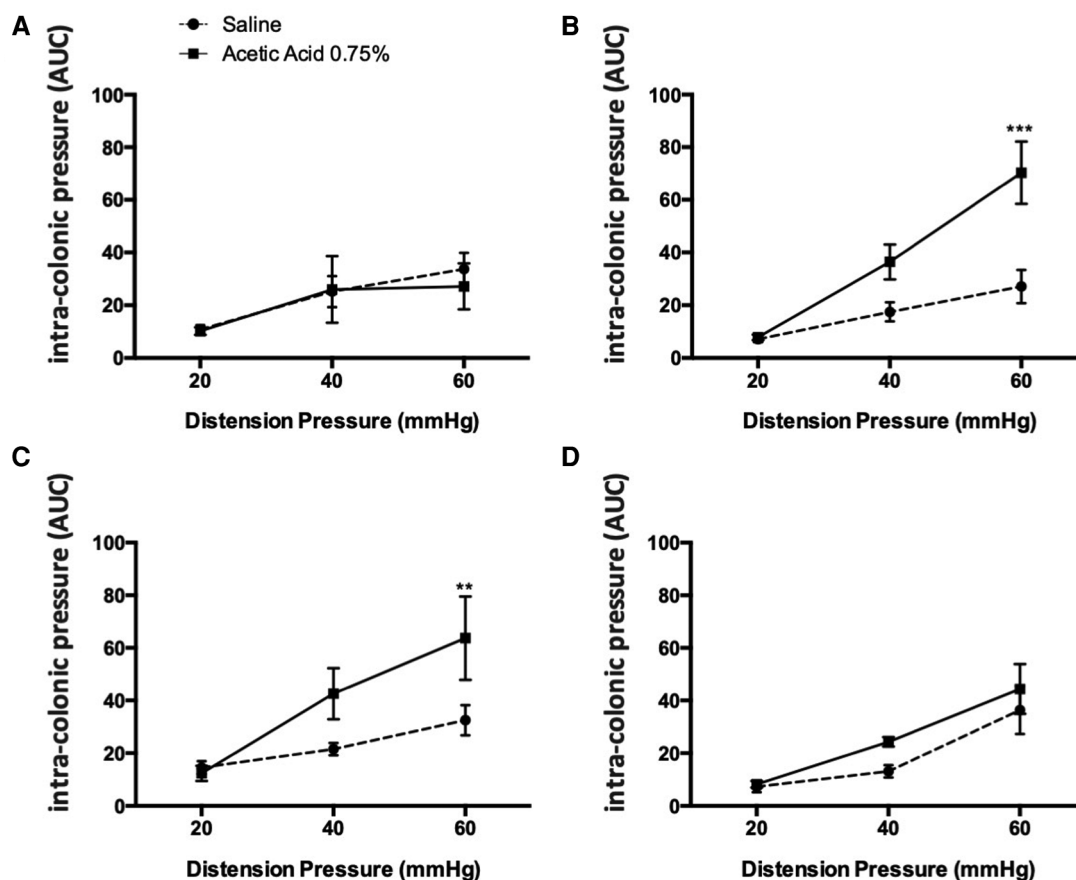 A
Saline
Acetic Acid 0.75%
intra-colonic pressure (AUC)
100
80
60
40
20
0
20 40 60
Distension Pressure (mmHg)
B
intra-colonic pressure (AUC)
100
80
60
40
20
0
***
20 40 60
Distension Pressure (mmHg)
C
intra-colonic pressure (AUC)
100
80
60
40
20
0
**
20 40 60
Distension Pressure (mmHg)
D
intra-colonic pressure (AUC)
100
80
60
40
20
0
20 40 60
Distension Pressure (mmHg)